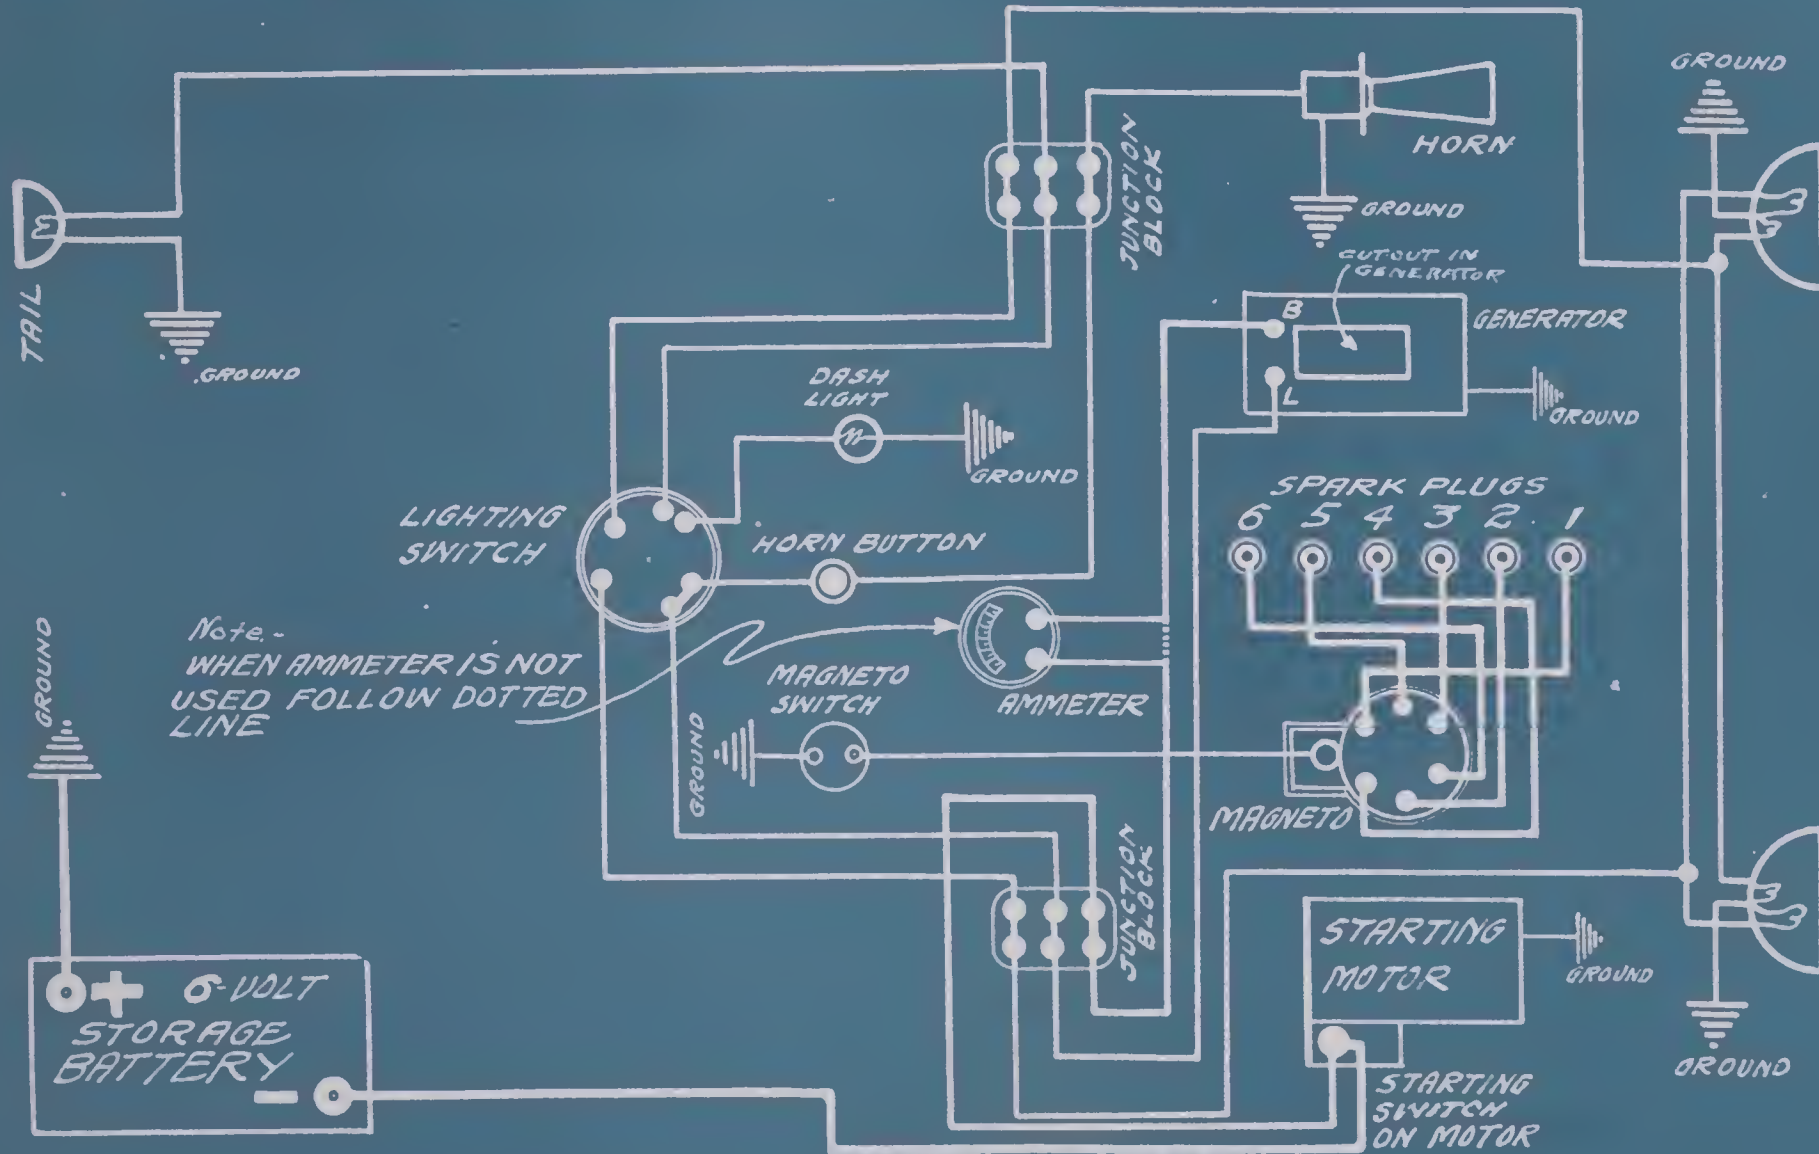 GROUND
HORN
JUNCTION
BLOCK
GROUND
CUTOUT IN
GENERATOR
B
GENERATOR
L
GROUND
TAIL
GROUND
DASH
LIGHT
GROUND
SPARK PLUGS
6 5 4 3 2 1
LIGHTING
SWITCH
HORN BUTTON
Note.-
WHEN AMMETER IS NOT
USED FOLLOW DOTTED
LINE
MAGNETO
SWITCH
AMMETER
GROUND
GROUND
MAGNETO
JUNCTION
BLOCK
STARTING
MOTOR
GROUND
+ 6-VOLT
STORAGE
BATTERY
-
GROUND
STARTING
SWITCH
ON MOTOR